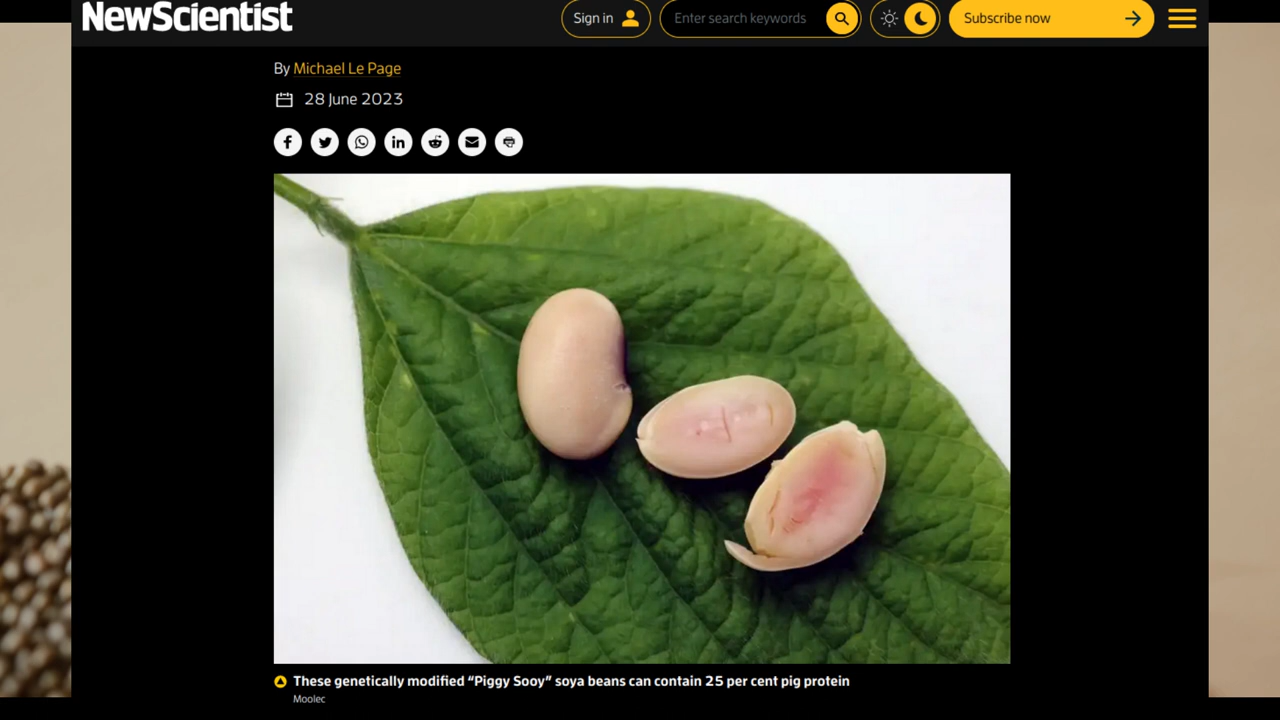 NewScientist
Sign in
Enter search keywords
Subscribe now
By Michael Le Page
28 June 2023
These genetically modified “Piggy Sooy” soya beans can contain 25 per cent pig protein
Moolec